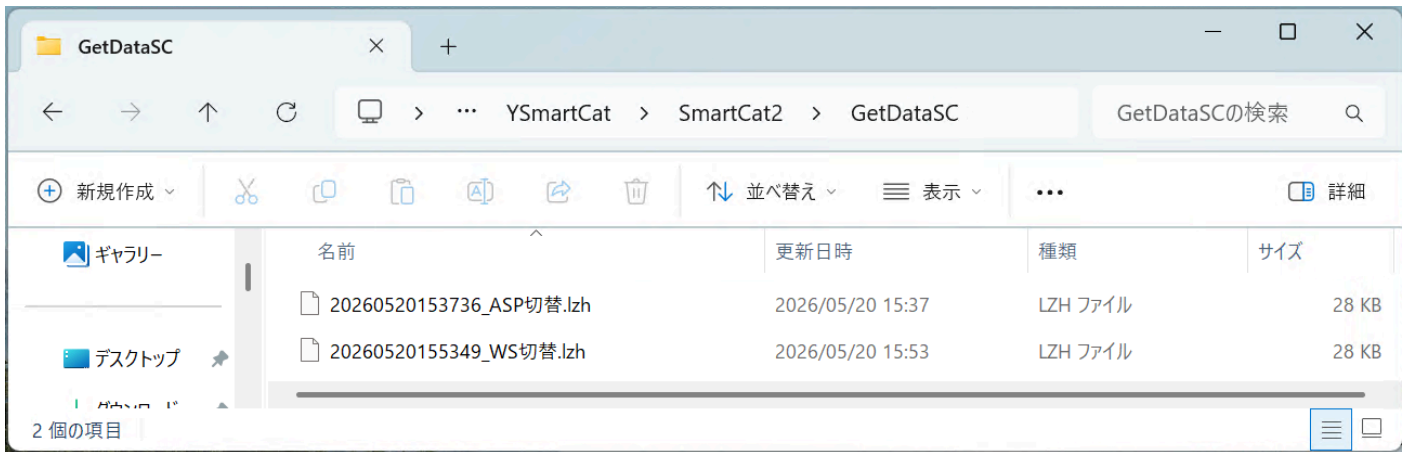 GetDataSC
YSmartCat > SmartCat2 > GetDataSC
GetDataSCの検索
新規作成
並べ替え
表示
詳細
ギャラリー
名前 更新日時 種類 サイズ
20260520153736_ASP切替.lzh 2026/05/20 15:37 LZH ファイル 28 KB
20260520155349_WS切替.lzh 2026/05/20 15:53 LZH ファイル 28 KB
デスクトップ
2 個の項目